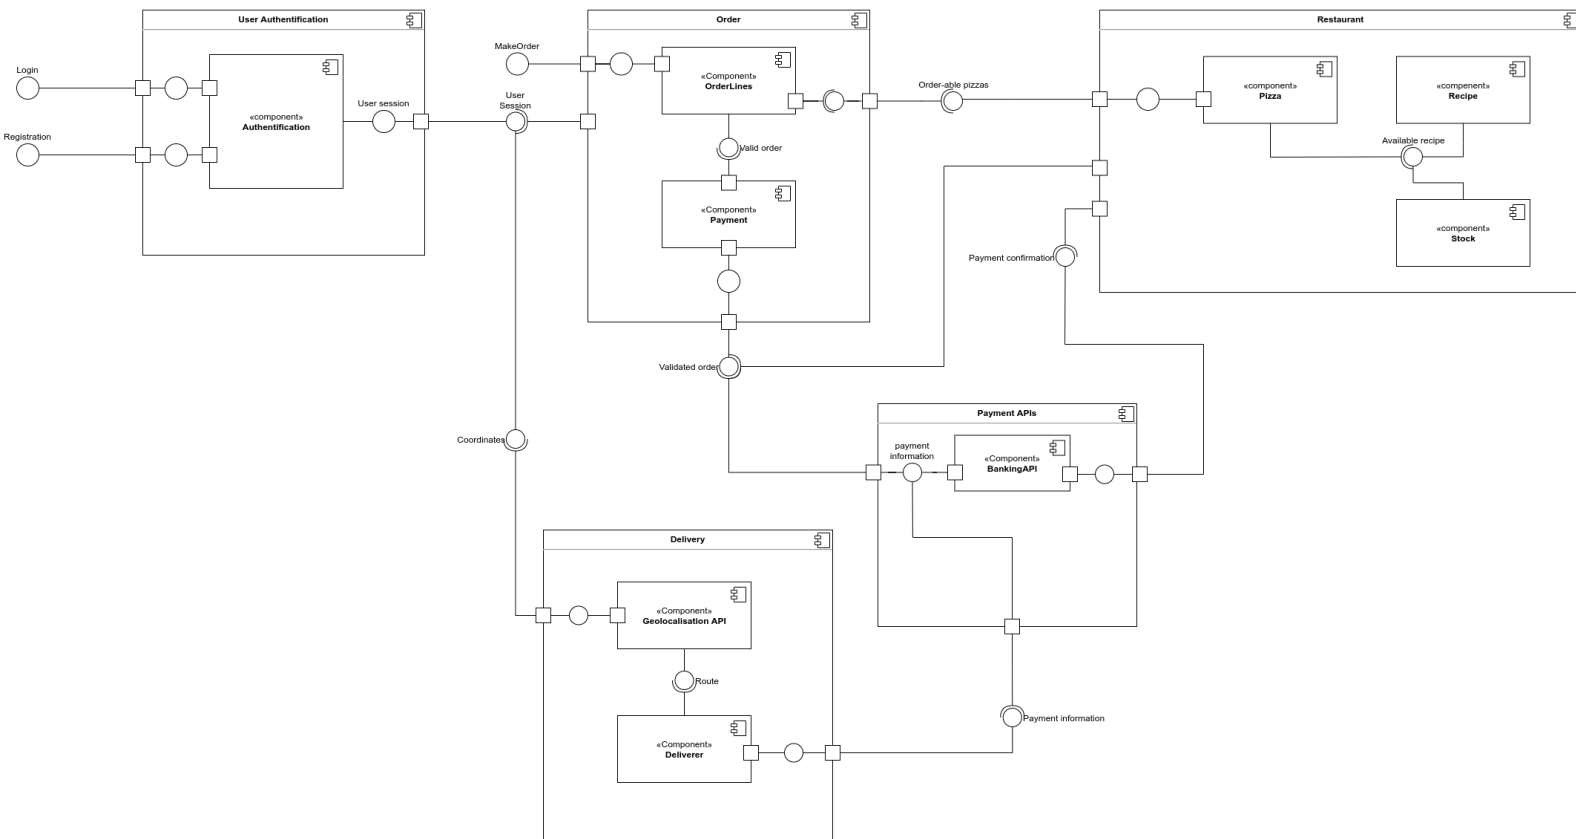 User Authentification
Login
Registration
«component»
Authentification
User session
MakeOrder
User
Session
Order
«Component»
OrderLines
Valid order
«Component»
Payment
Order-able pizzas
Restaurant
«component»
Pizza
«component»
Recipe
Available recipe
«component»
Stock
Payment confirmation
Validated order
Coordinates
Payment APIs
payment
information
«Component»
BankingAPI
Delivery
«Component»
Geolocalisation API
Route
«Component»
Deliverer
Payment information